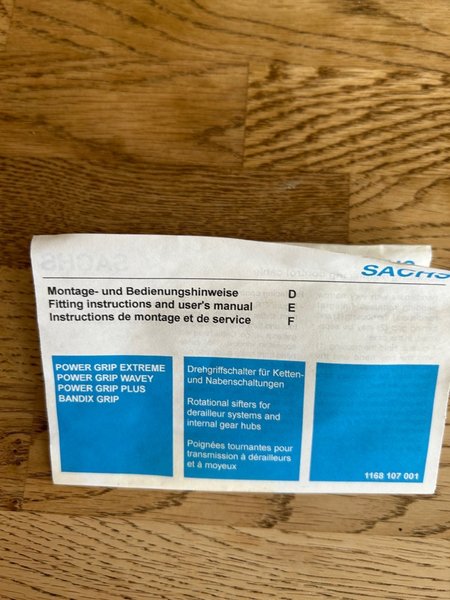 SACHS
Montage- und Bedienungshinweise D
Fitting instructions and user's manual E
Instructions de montage et de service F
POWER GRIP EXTREME
POWER GRIP WAVEY
POWER GRIP PLUS
BANDIX GRIP
Drehgriffschalter für Ketten-
und Nabenschaltungen
Rotational sifters for
derailleur systems and
internal gear hubs
Poignées tournantes pour
transmission à dérailleurs
et à moyeux
1168 107 001